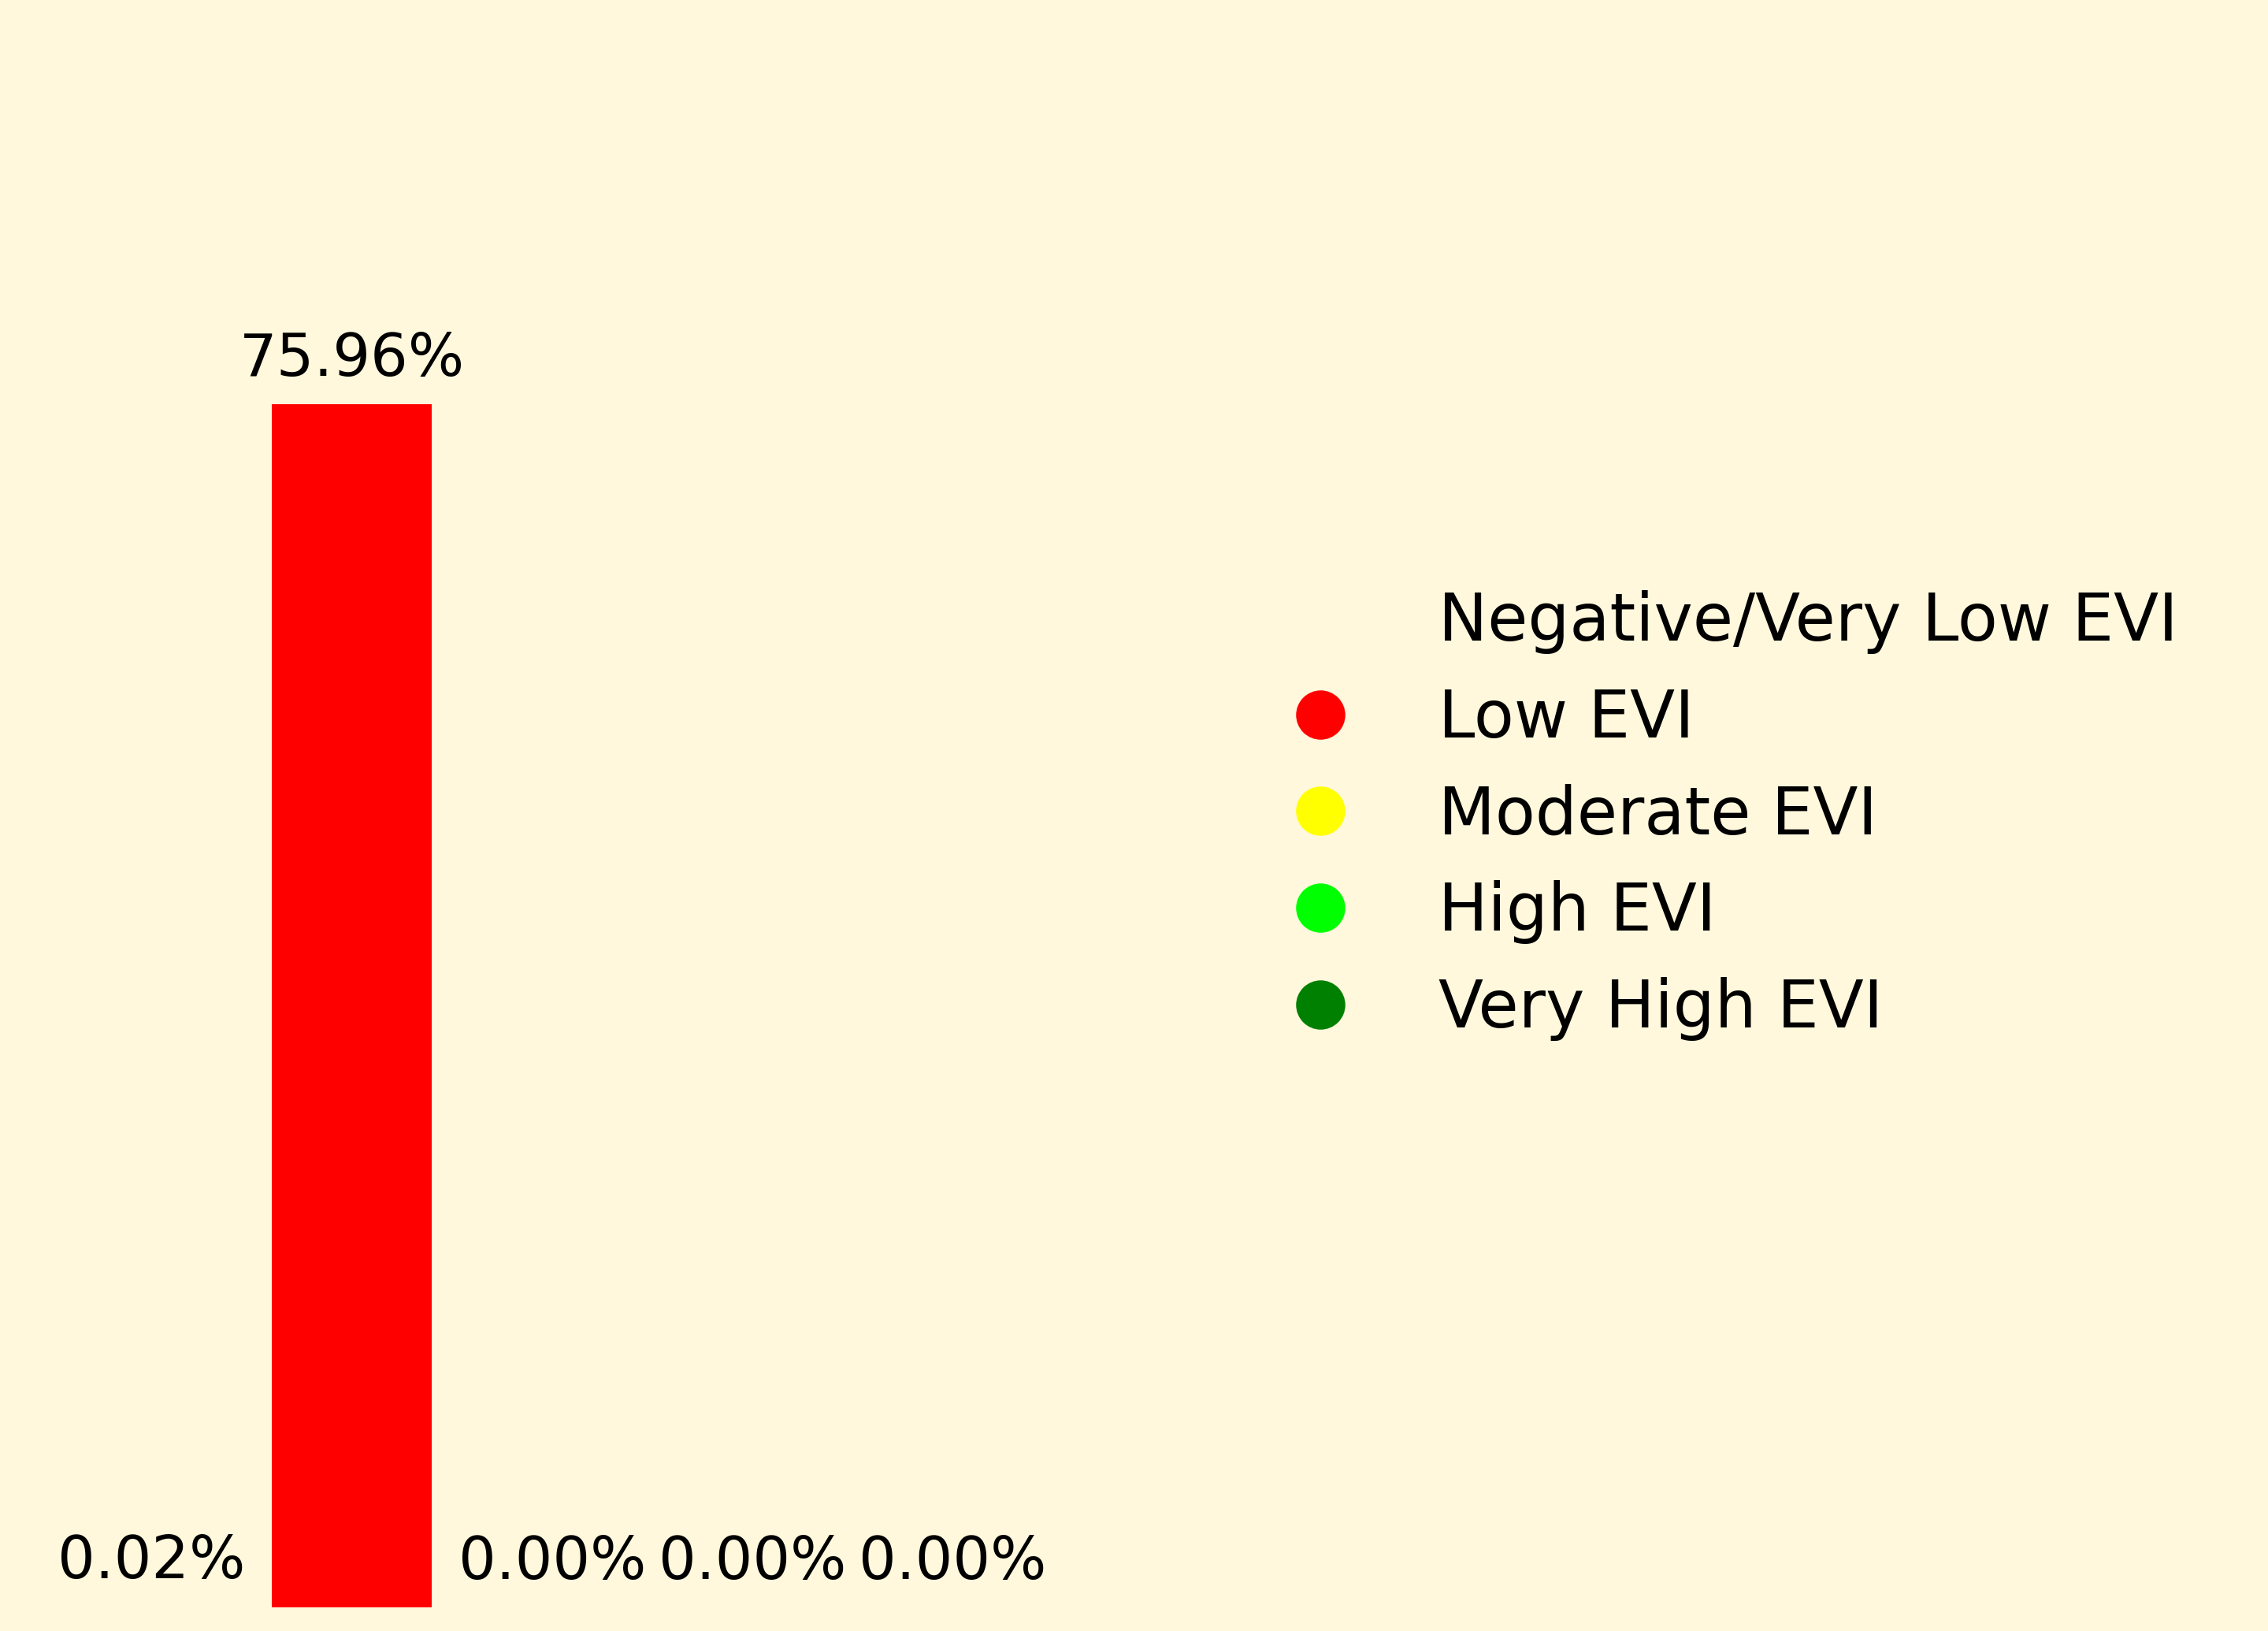 75.96%
0.02%
0.00%
0.00%
0.00%
Negative/Very Low EVI
Low EVI
Moderate EVI
High EVI
Very High EVI